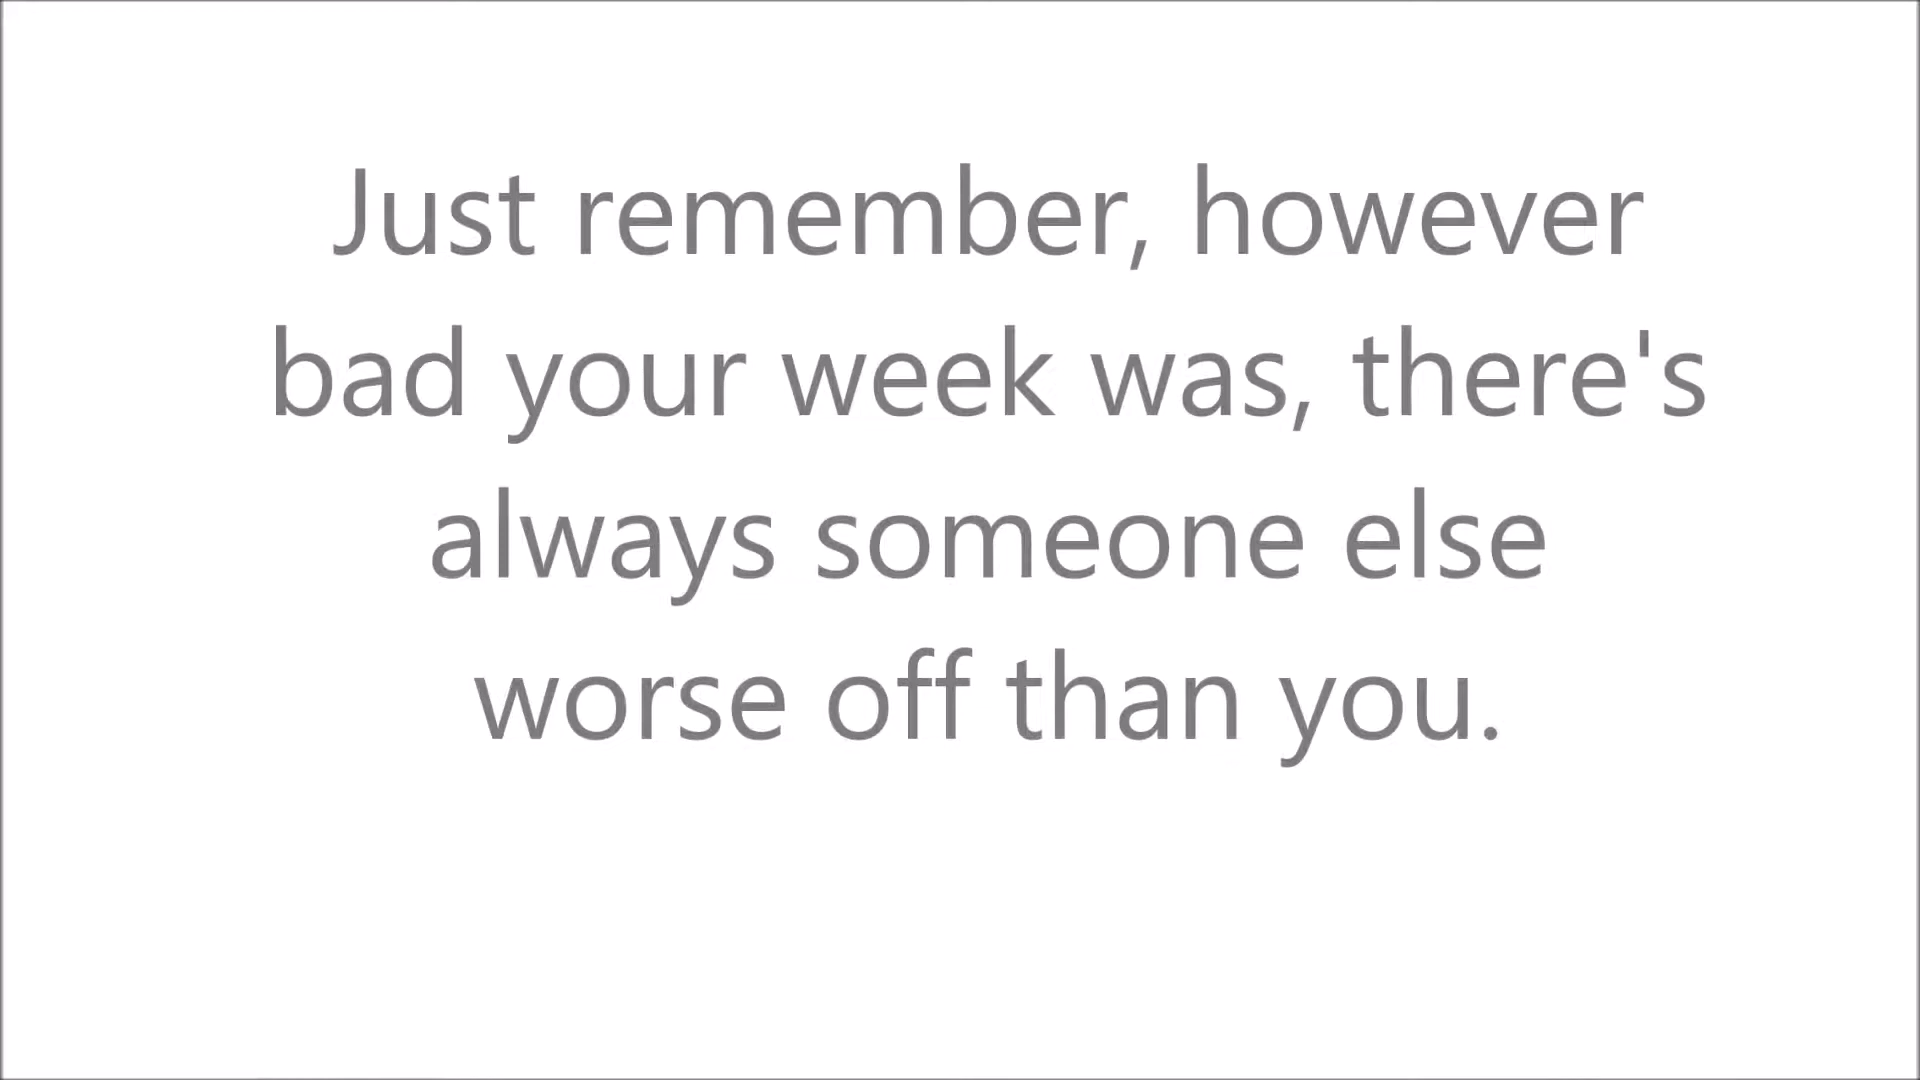 Just remember, however
bad your week was, there's
always someone else
worse off than you.